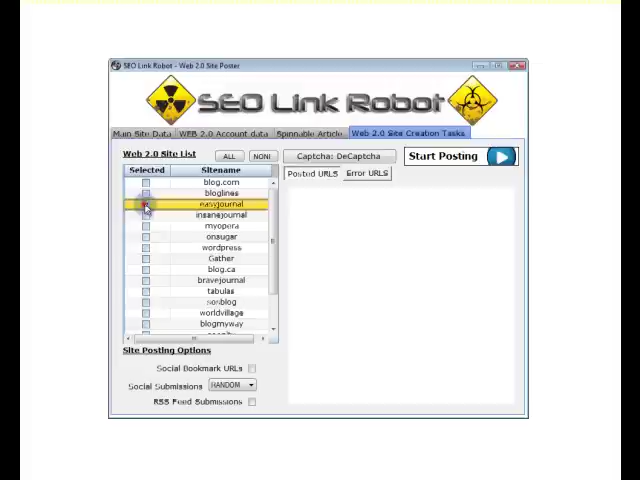 SEO Link Robot - Web 2.0 Site Poster
SEO Link Robot
Main Site Data WEB 2.0 Account data Spinnable Article Web 2.0 Site Creation Tasks
Web 2.0 Site List ALL NONE Captcha: DeCaptcha Start Posting
Selected Sitename Posted URLS Error URLS
blog.com
bloglines
easyjournal
insanejournal
myopera
onsugar
wordpress
Gather
blog.ca
bravejournal
tabulas
sosblog
worldvillage
blogmyway
Site Posting Options
Social Bookmark URLs
Social Submissions RANDOM
RSS Feed Submissions